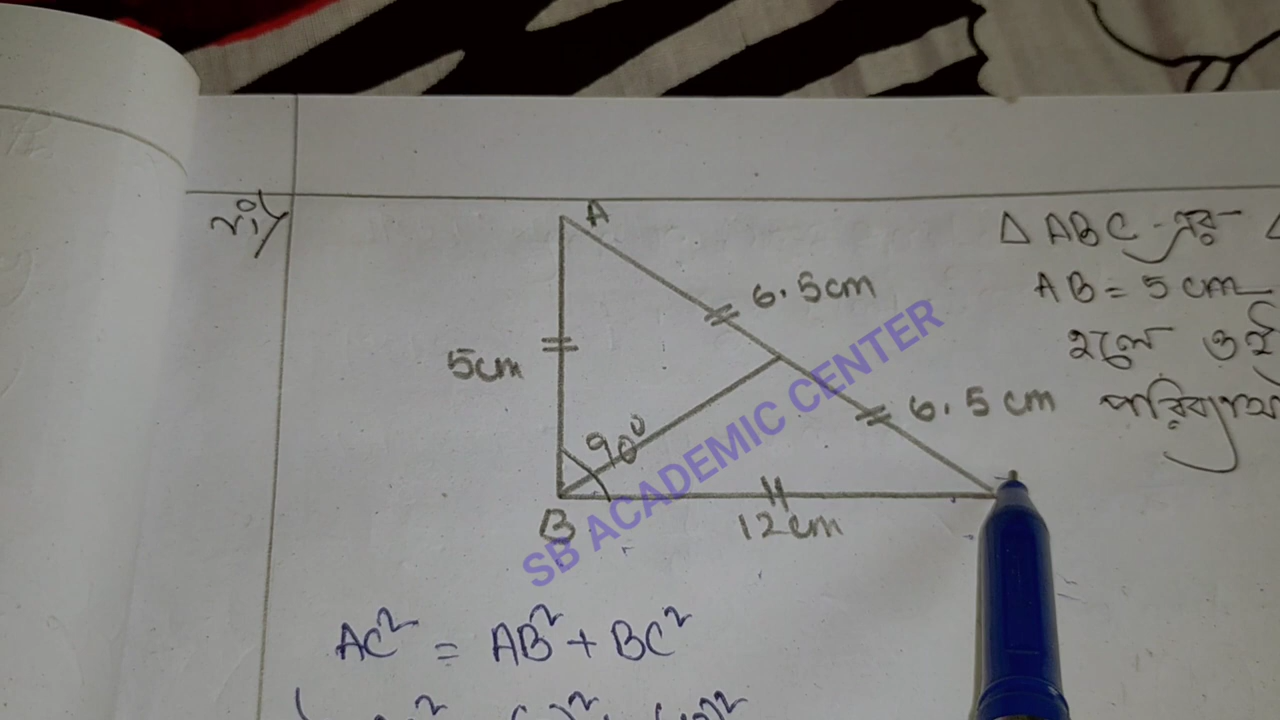 A
△ ABC-এর
AB = 5 cm
6.5cm
হলে ওই
5cm
6.5 cm
90°
B
12cm
SB ACADEMIC CENTER
AC² = AB² + BC²